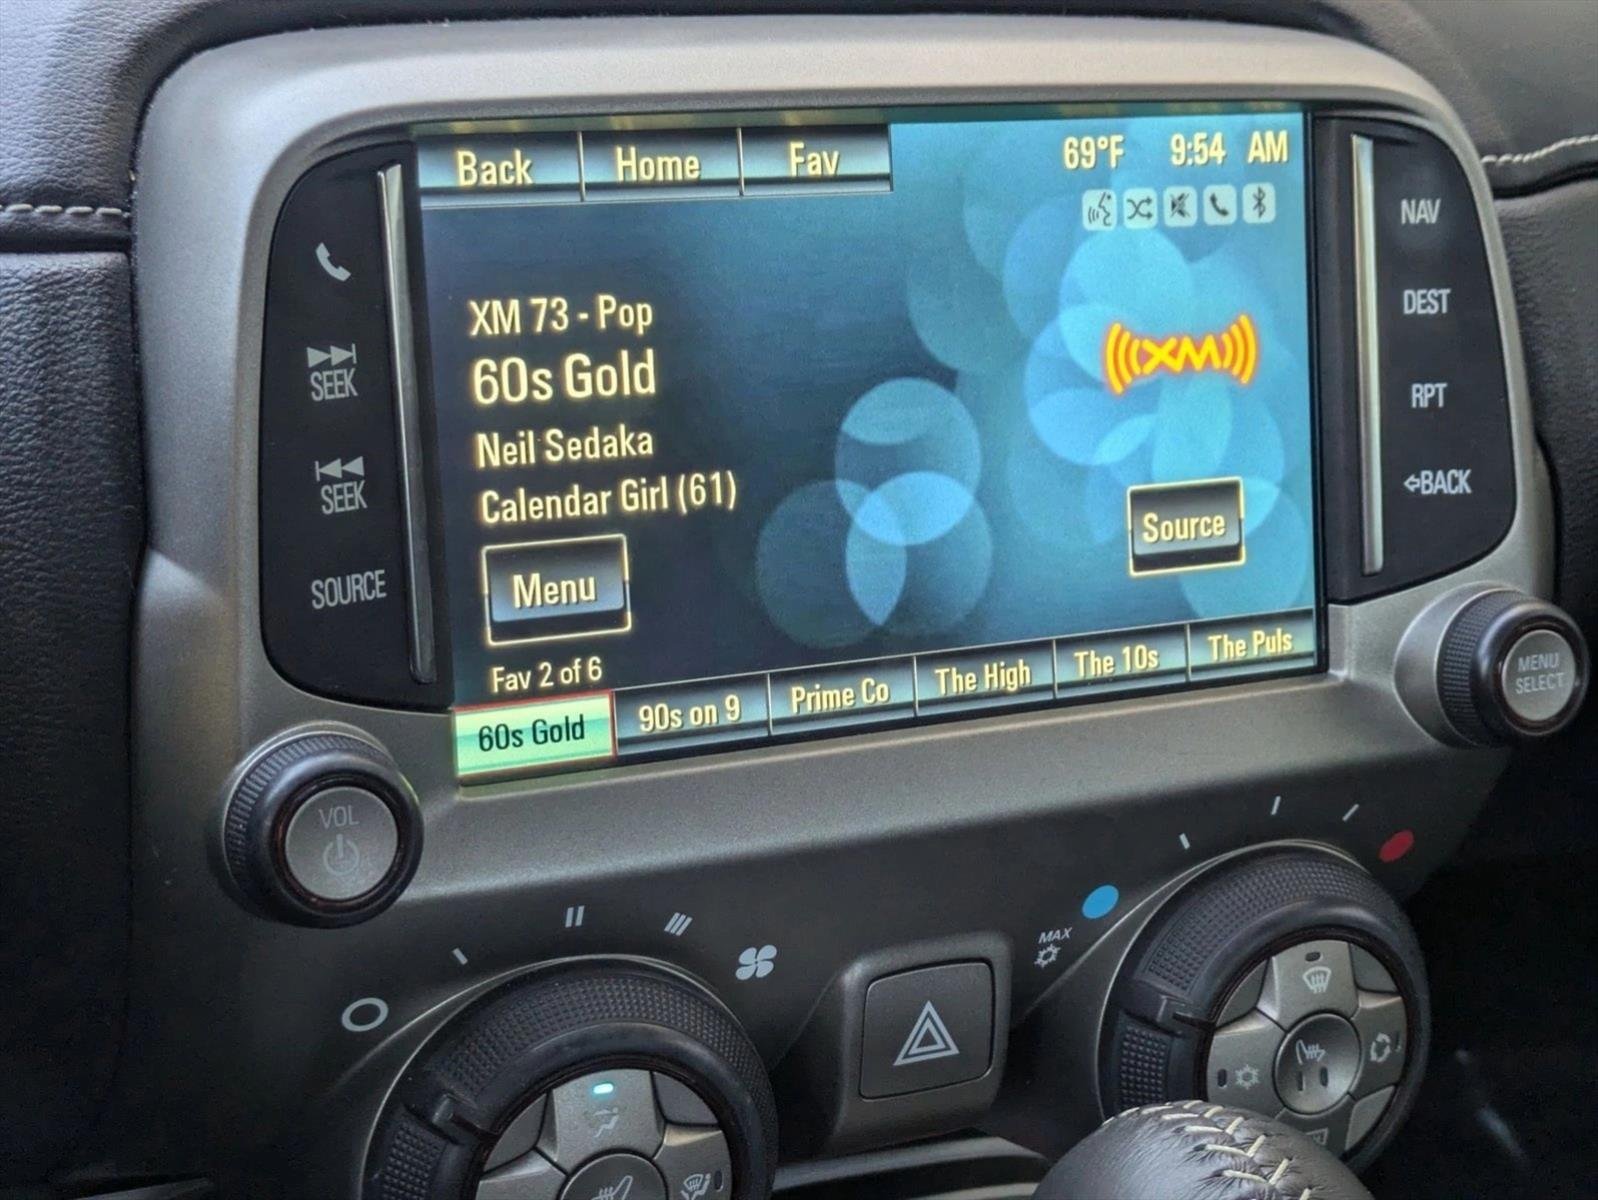 Back Home Fav
69°F 9:54 AM
XM 73 - Pop
60s Gold
Neil Sedaka
Calendar Girl (61)
((((XM))))
Menu
Source
Fav 2 of 6
60s Gold 90s on 9 Prime Co The High The 10s The Puls
SEEK
SEEK
SOURCE
NAV
DEST
RPT
BACK
VOL
MENU
SELECT
MAX